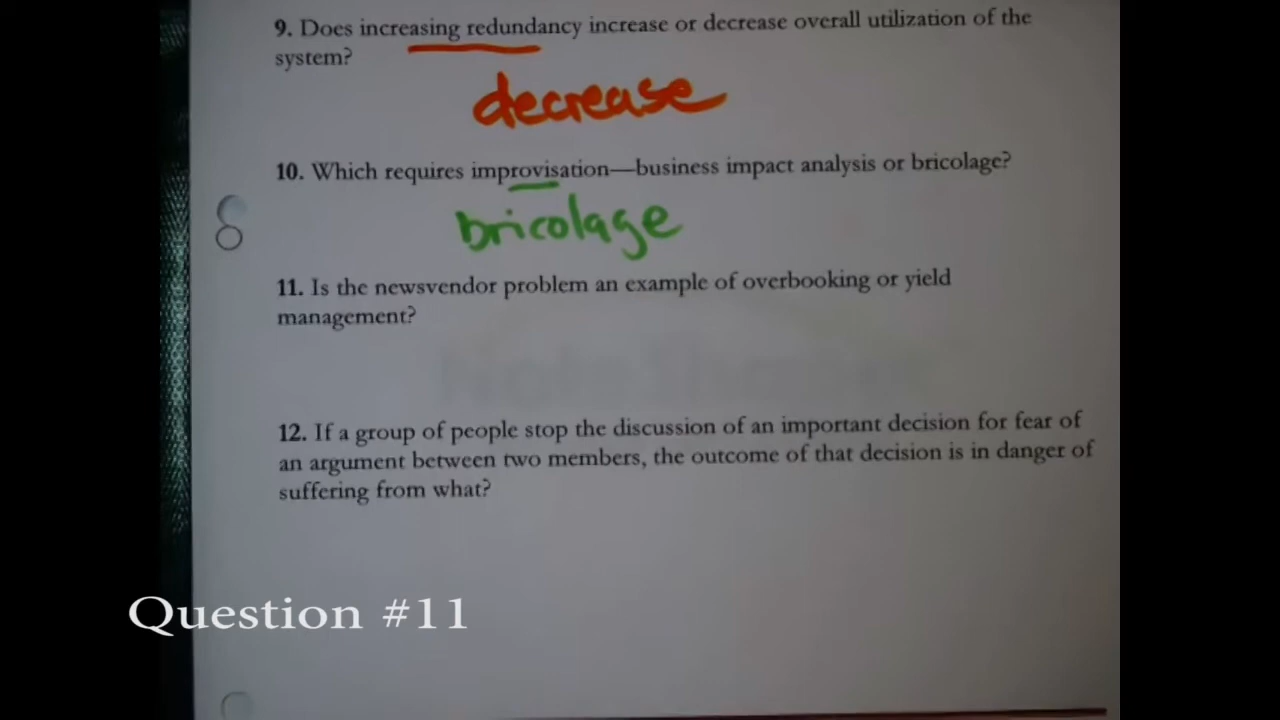 9. Does increasing redundancy increase or decrease overall utilization of the
system?
decrease
10. Which requires improvisation—business impact analysis or bricolage?
bricolage
11. Is the newsvendor problem an example of overbooking or yield
management?
12. If a group of people stop the discussion of an important decision for fear of
an argument between two members, the outcome of that decision is in danger of
suffering from what?
Question #11